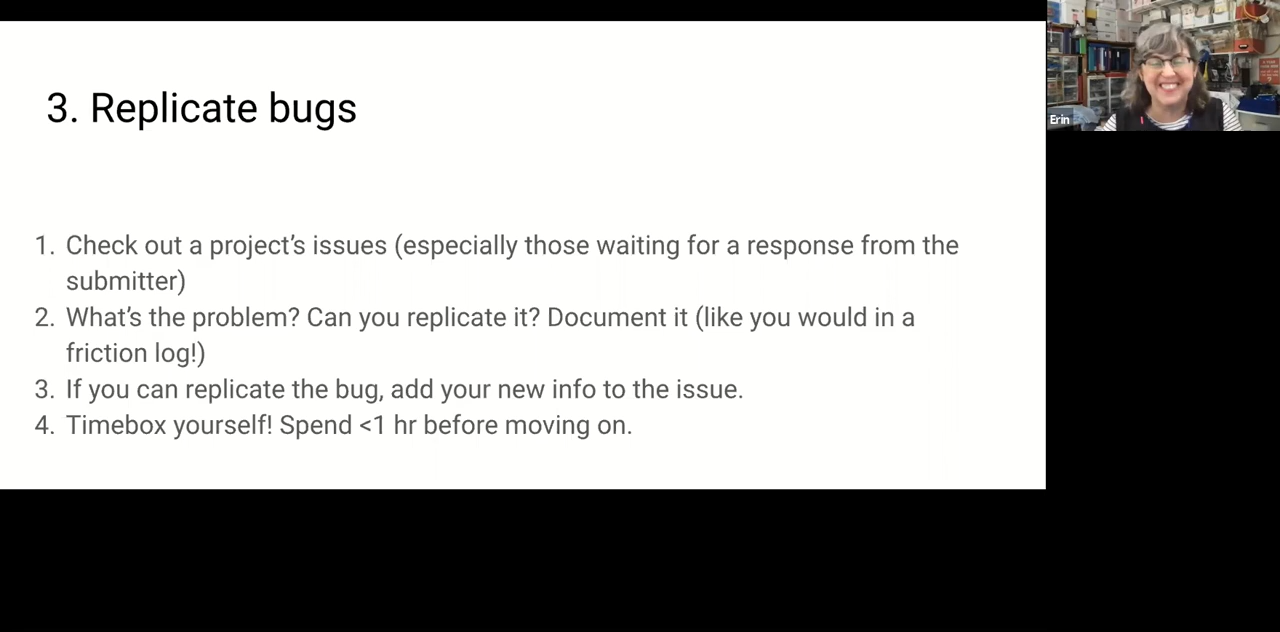 3. Replicate bugs
1. Check out a project’s issues (especially those waiting for a response from the
submitter)
2. What’s the problem? Can you replicate it? Document it (like you would in a
friction log!)
3. If you can replicate the bug, add your new info to the issue.
4. Timebox yourself! Spend <1 hr before moving on.
Erin